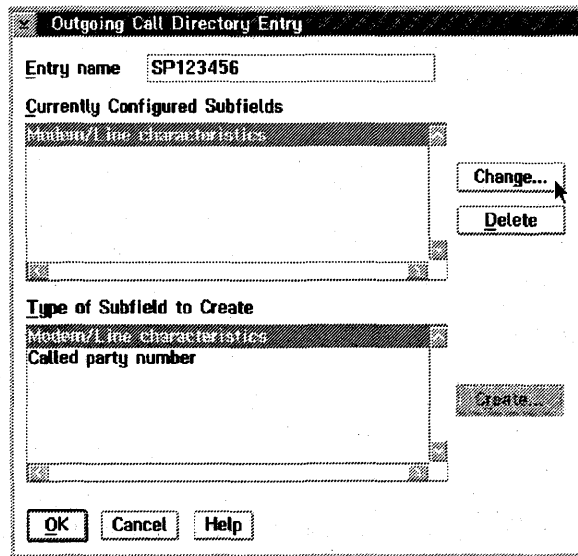 Outgoing Call Directory Entry
Entry name SP123456
Currently Configured Subfields
Modem/Line characteristics
Change...
Delete
Type of Subfield to Create
Modem/Line characteristics
Called party number
Create...
OK Cancel Help